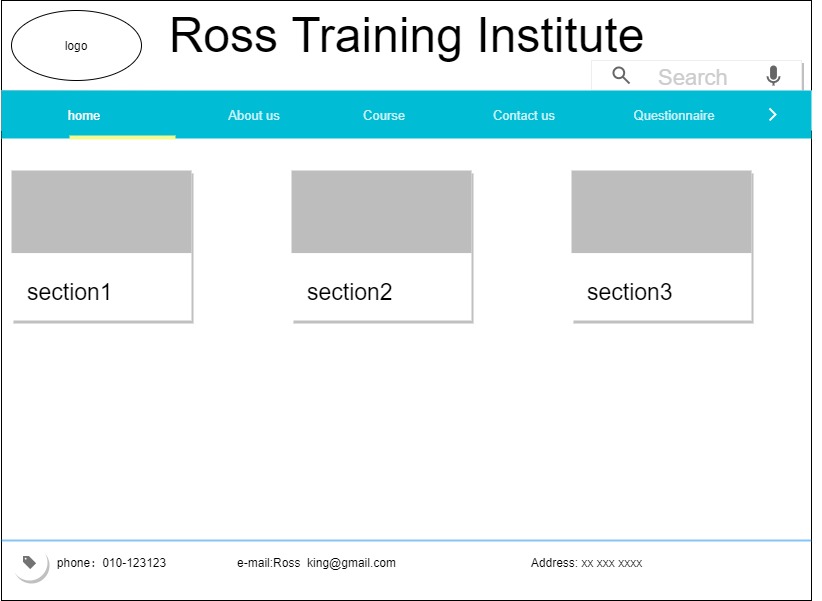 logo
Ross Training Institute
Search
home About us Course Contact us Questionnaire
section1 section2 section3
phone：010-123123 e-mail:Ross king@gmail.com Address: xx xxx xxxx